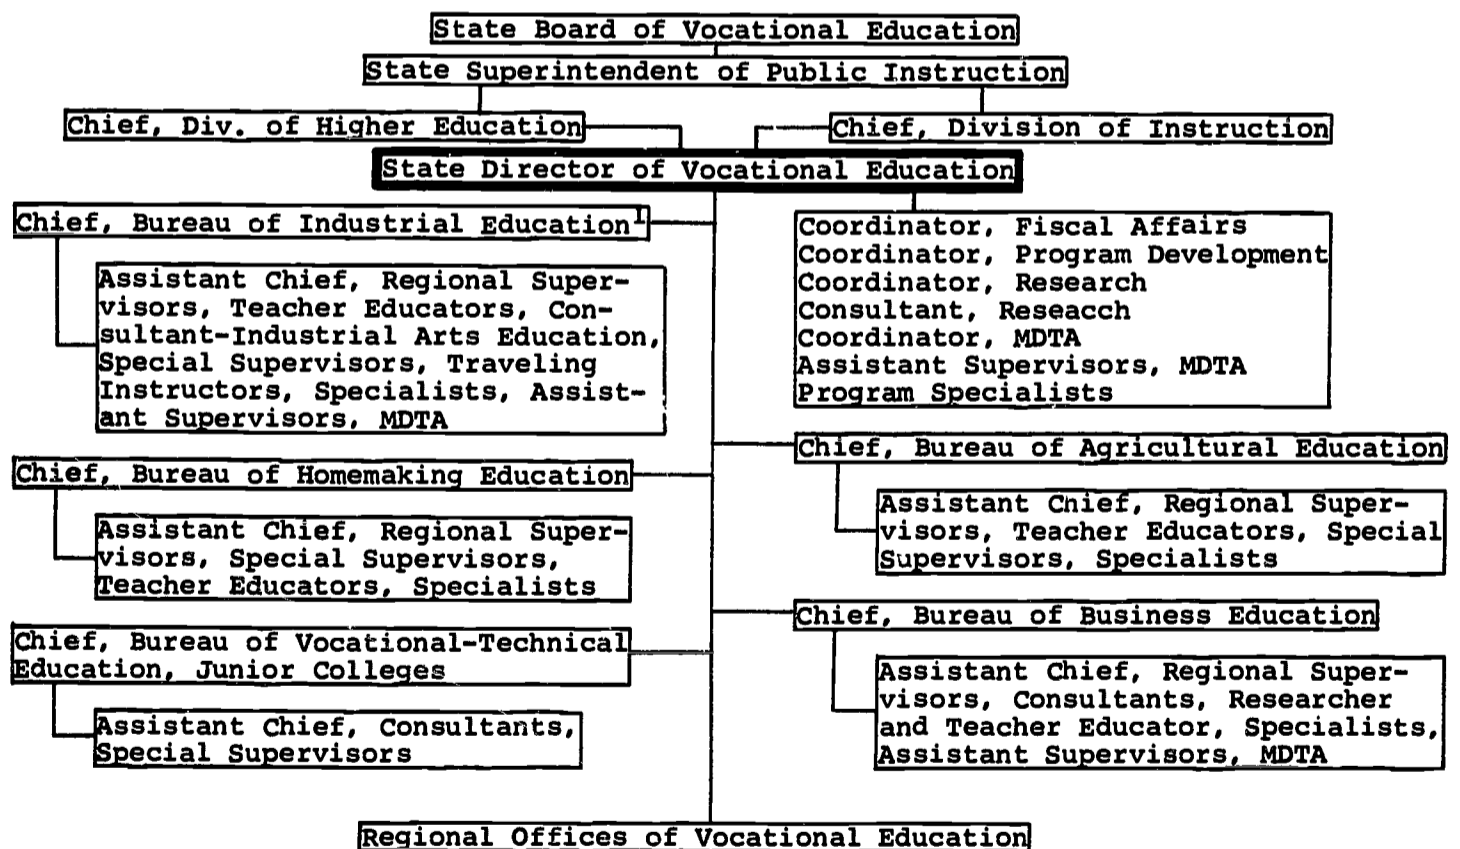 State Board of Vocational Education
State Superintendent of Public Instruction
Chief, Div. of Higher Education
Chief, Division of Instruction
State Director of Vocational Education
Chief, Bureau of Industrial Education1
Assistant Chief, Regional Super-
visors, Teacher Educators, Con-
sultant-Industrial Arts Education,
Special Supervisors, Traveling
Instructors, Specialists, Assist-
ant Supervisors, MDTA
Coordinator, Fiscal Affairs
Coordinator, Program Development
Coordinator, Research
Consultant, Reseacch
Coordinator, MDTA
Assistant Supervisors, MDTA
Program Specialists
Chief, Bureau of Homemaking Education
Assistant Chief, Regional Super-
visors, Special Supervisors,
Teacher Educators, Specialists
Chief, Bureau of Agricultural Education
Assistant Chief, Regional Super-
visors, Teacher Educators, Special
Supervisors, Specialists
Chief, Bureau of Vocational-Technical
Education, Junior Colleges
Assistant Chief, Consultants,
Special Supervisors
Chief, Bureau of Business Education
Assistant Chief, Regional Super-
visors, Consultants, Researcher
and Teacher Educator, Specialists,
Assistant Supervisors, MDTA
Regional Offices of Vocational Education